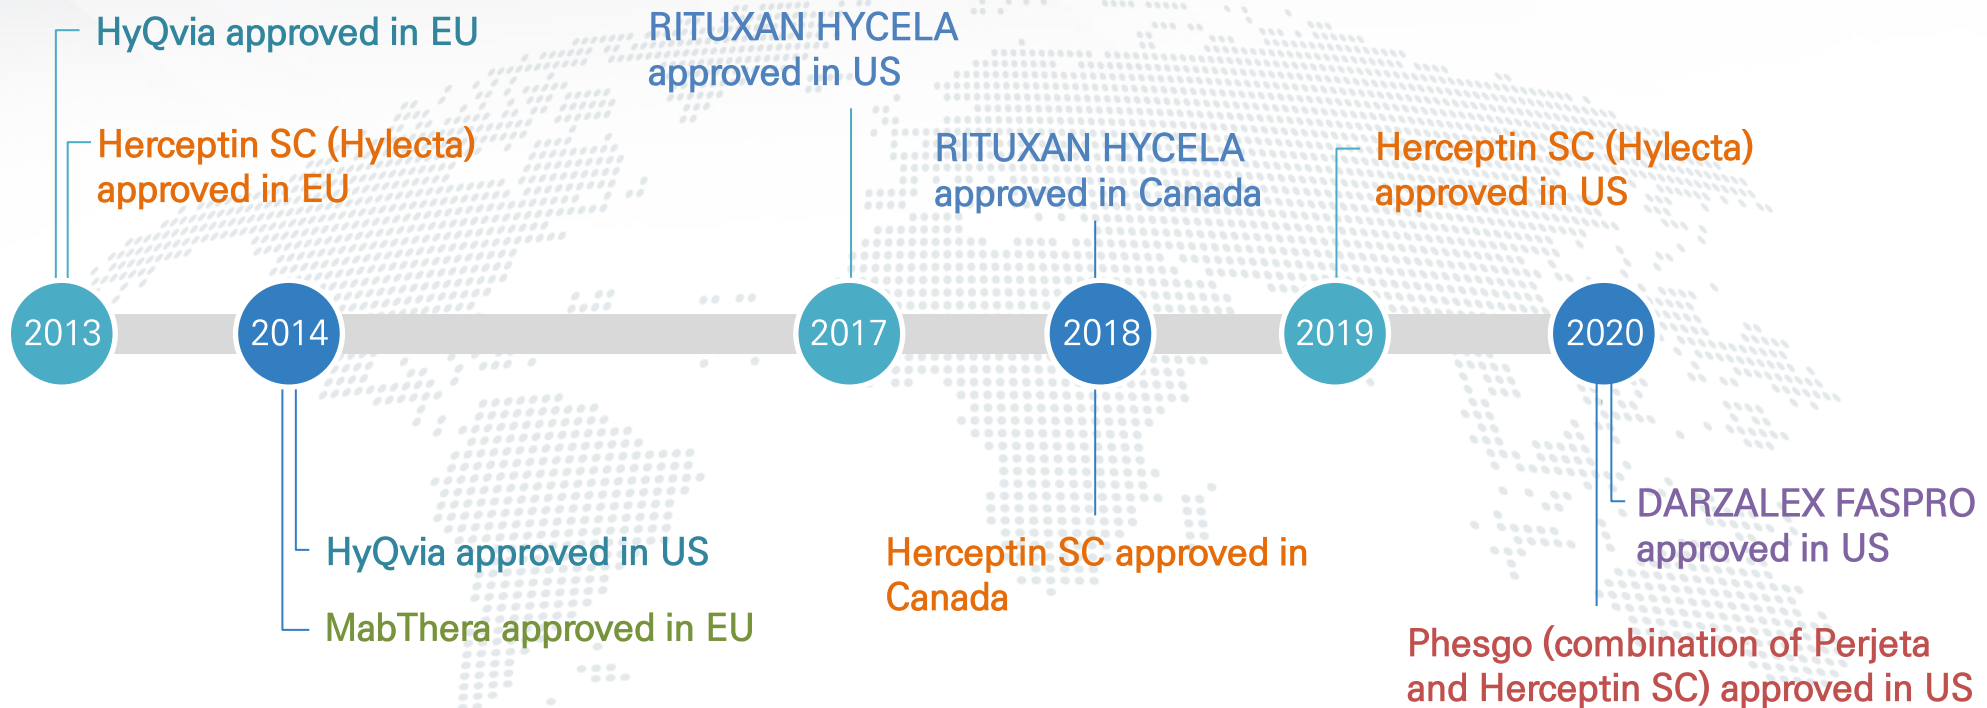 HyQvia approved in EU
Herceptin SC (Hylecta)
approved in EU
RITUXAN HYCELA
approved in US
RITUXAN HYCELA
approved in Canada
Herceptin SC (Hylecta)
approved in US
2013
2014
2017
2018
2019
2020
HyQvia approved in US
MabThera approved in EU
Herceptin SC approved in
Canada
DARZALEX FASPRO
approved in US
Phesgo (combination of Perjeta
and Herceptin SC) approved in US